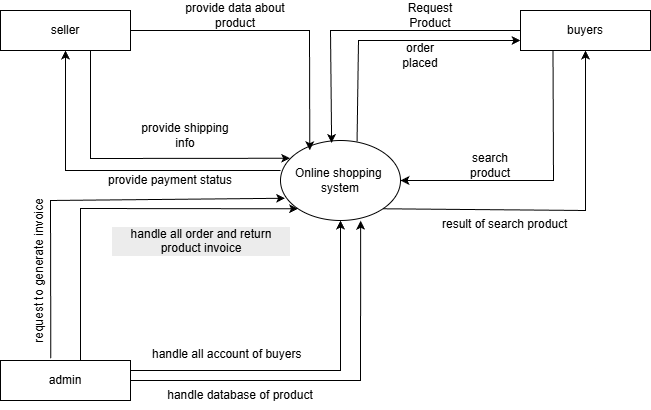 provide data about
product
Request
Product
seller
buyers
order
placed
provide shipping
info
search
product
Online shopping
system
provide payment status
request to generate invoice
result of search product
handle all order and return
product invoice
handle all account of buyers
admin
handle database of product